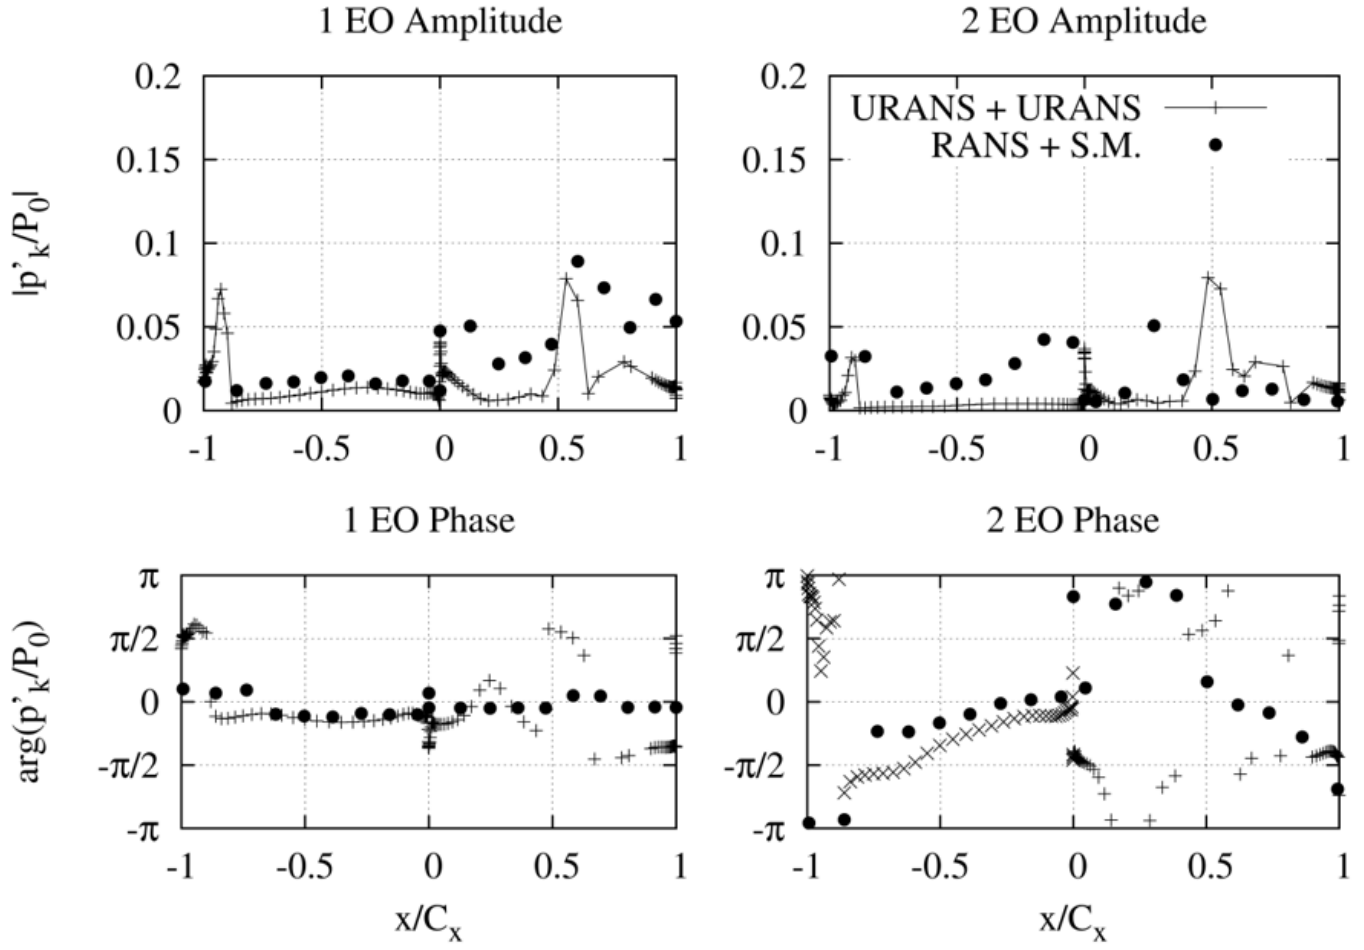 1 EO Amplitude
2 EO Amplitude
|p'k/P0|
0.2
0.15
0.1
0.05
0
-1
-0.5
0
0.5
1
0.2
0.15
0.1
0.05
0
URANS + URANS
RANS + S.M.
-1
-0.5
0
0.5
1
1 EO Phase
2 EO Phase
arg(p'k/P0)
π
π/2
0
-π/2
-π
-1
-0.5
0
0.5
1
x/Cx
π
π/2
0
-π/2
-π
-1
-0.5
0
0.5
1
x/Cx